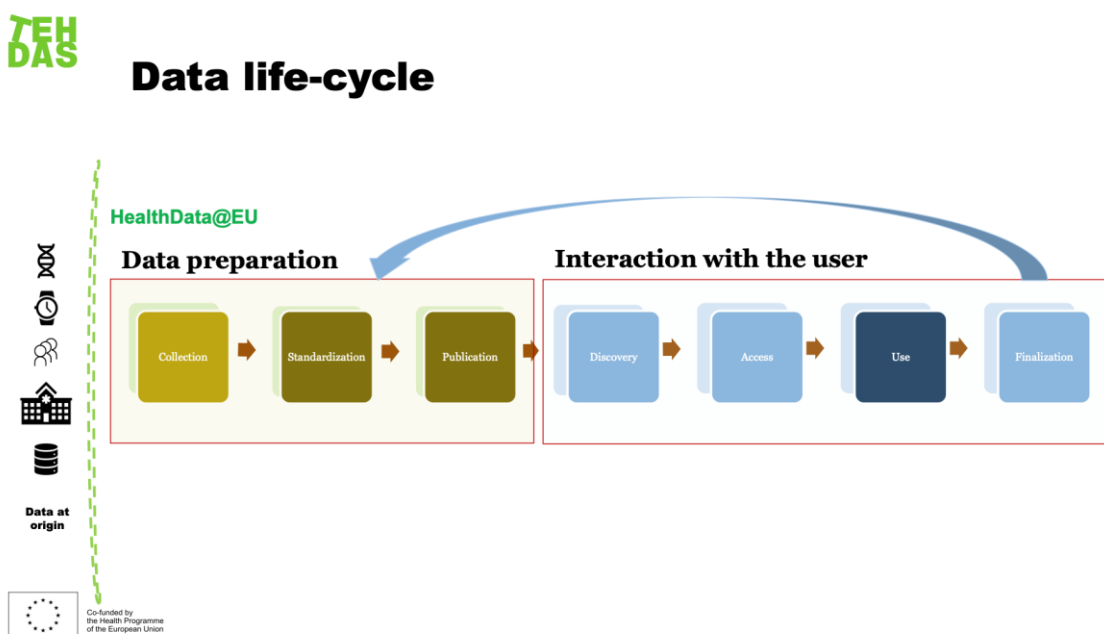 TEH
DAS
Data life-cycle
HealthData@EU
Data preparation
Interaction with the user
Collection
Standardization
Publication
Discovery
Access
Use
Finalization
Data at
origin
Co-funded by
the Health Programme
of the European Union